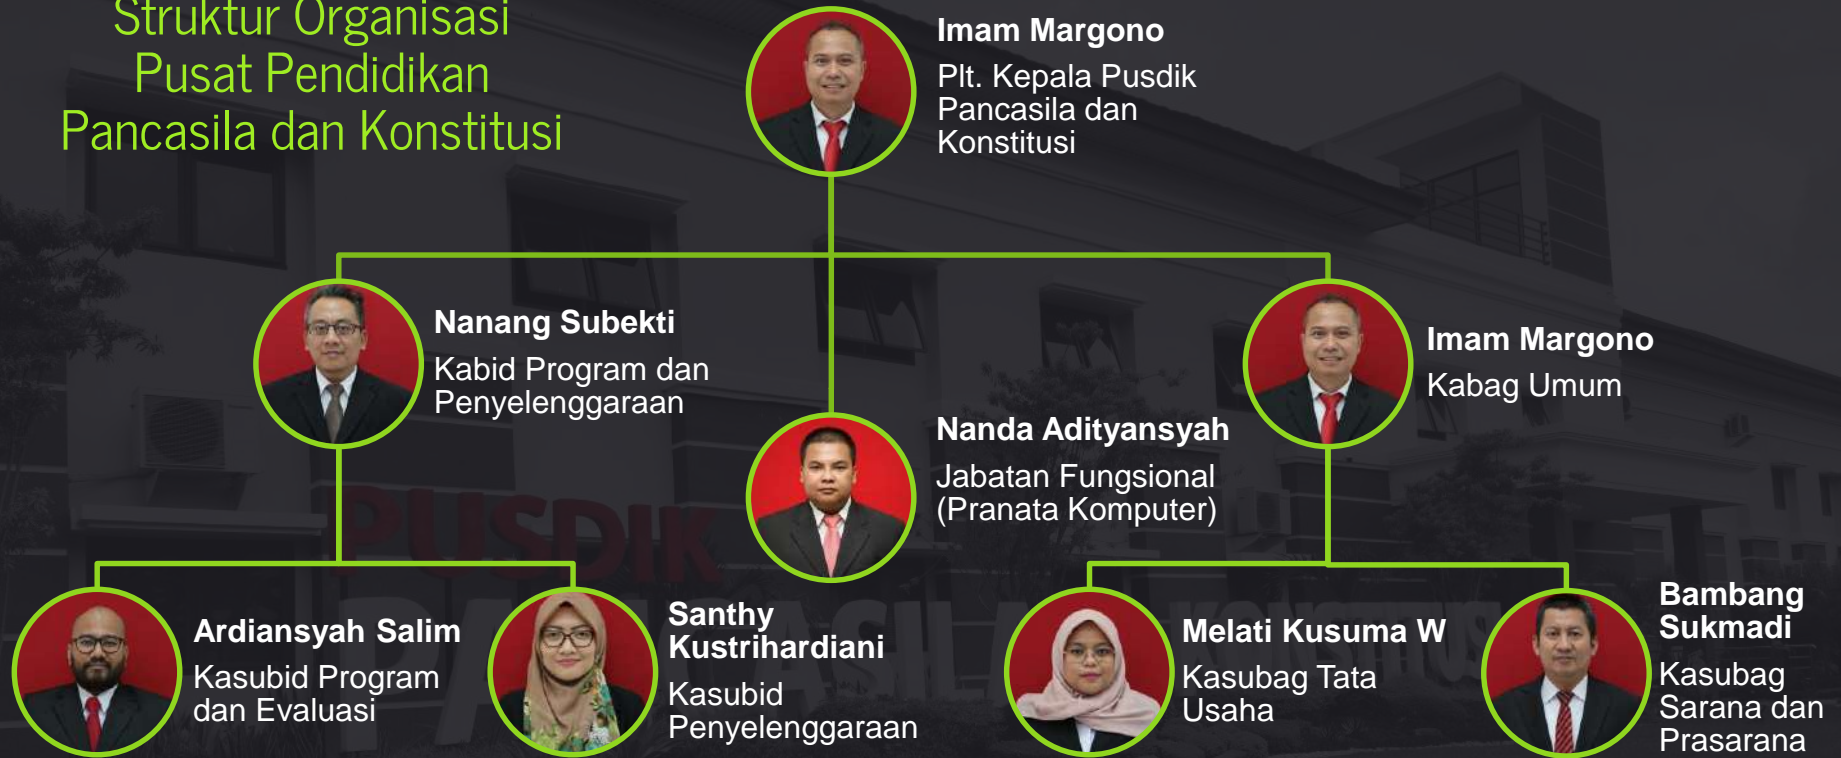 Struktur Organisasi
Pusat Pendidikan
Pancasila dan Konstitusi
Imam Margono
Plt. Kepala Pusdik
Pancasila dan
Konstitusi
Nanang Subekti
Kabid Program dan
Penyelenggaraan
Imam Margono
Kabag Umum
Nanda Adityansyah
Jabatan Fungsional
(Pranata Komputer)
Ardiansyah Salim
Kasubid Program
dan Evaluasi
Santhy
Kustrihardiani
Kasubid
Penyelenggaraan
Melati Kusuma W
Kasubag Tata
Usaha
Bambang
Sukmadi
Kasubag
Sarana dan
Prasarana
PUSDIK